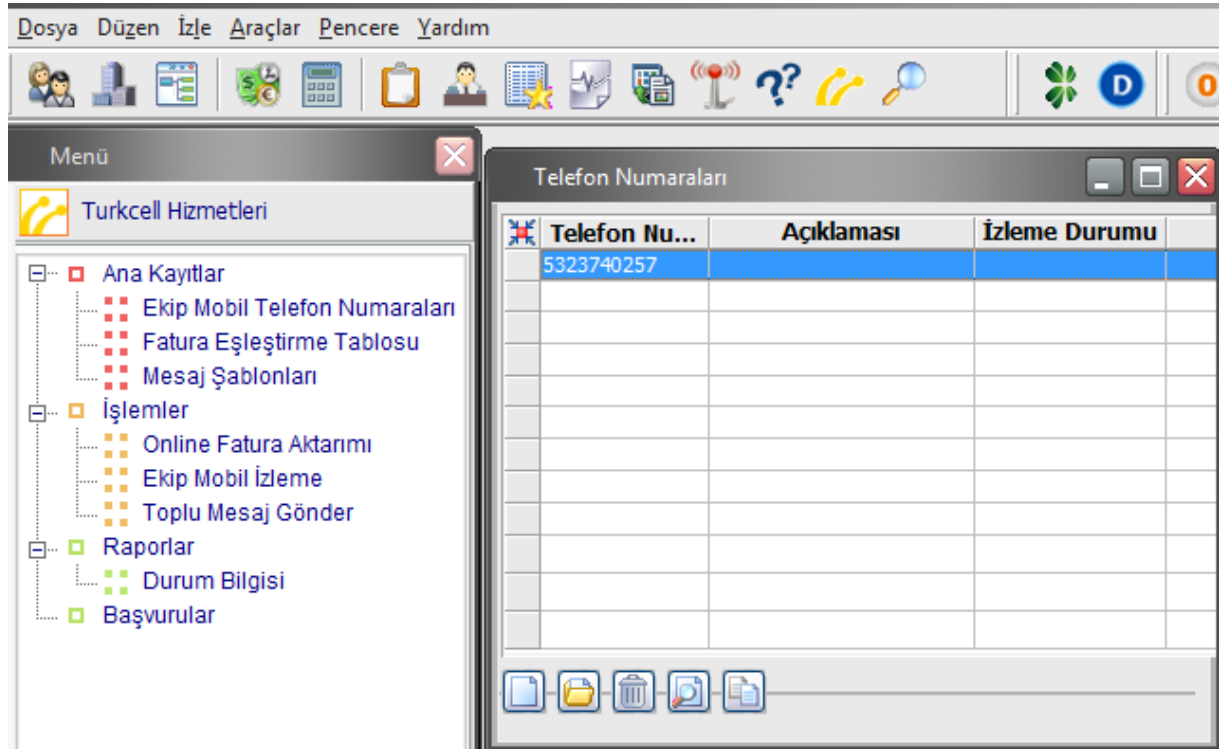 Dosya Düzen İzle Araçlar Pencere Yardım
D
Menü
Turkcell Hizmetleri
Ana Kayıtlar
Ekip Mobil Telefon Numaraları
Fatura Eşleştirme Tablosu
Mesaj Şablonları
İşlemler
Online Fatura Aktarımı
Ekip Mobil İzleme
Toplu Mesaj Gönder
Raporlar
Durum Bilgisi
Başvurular
Telefon Numaraları
Telefon Nu... Açıklaması İzleme Durumu
5323740257